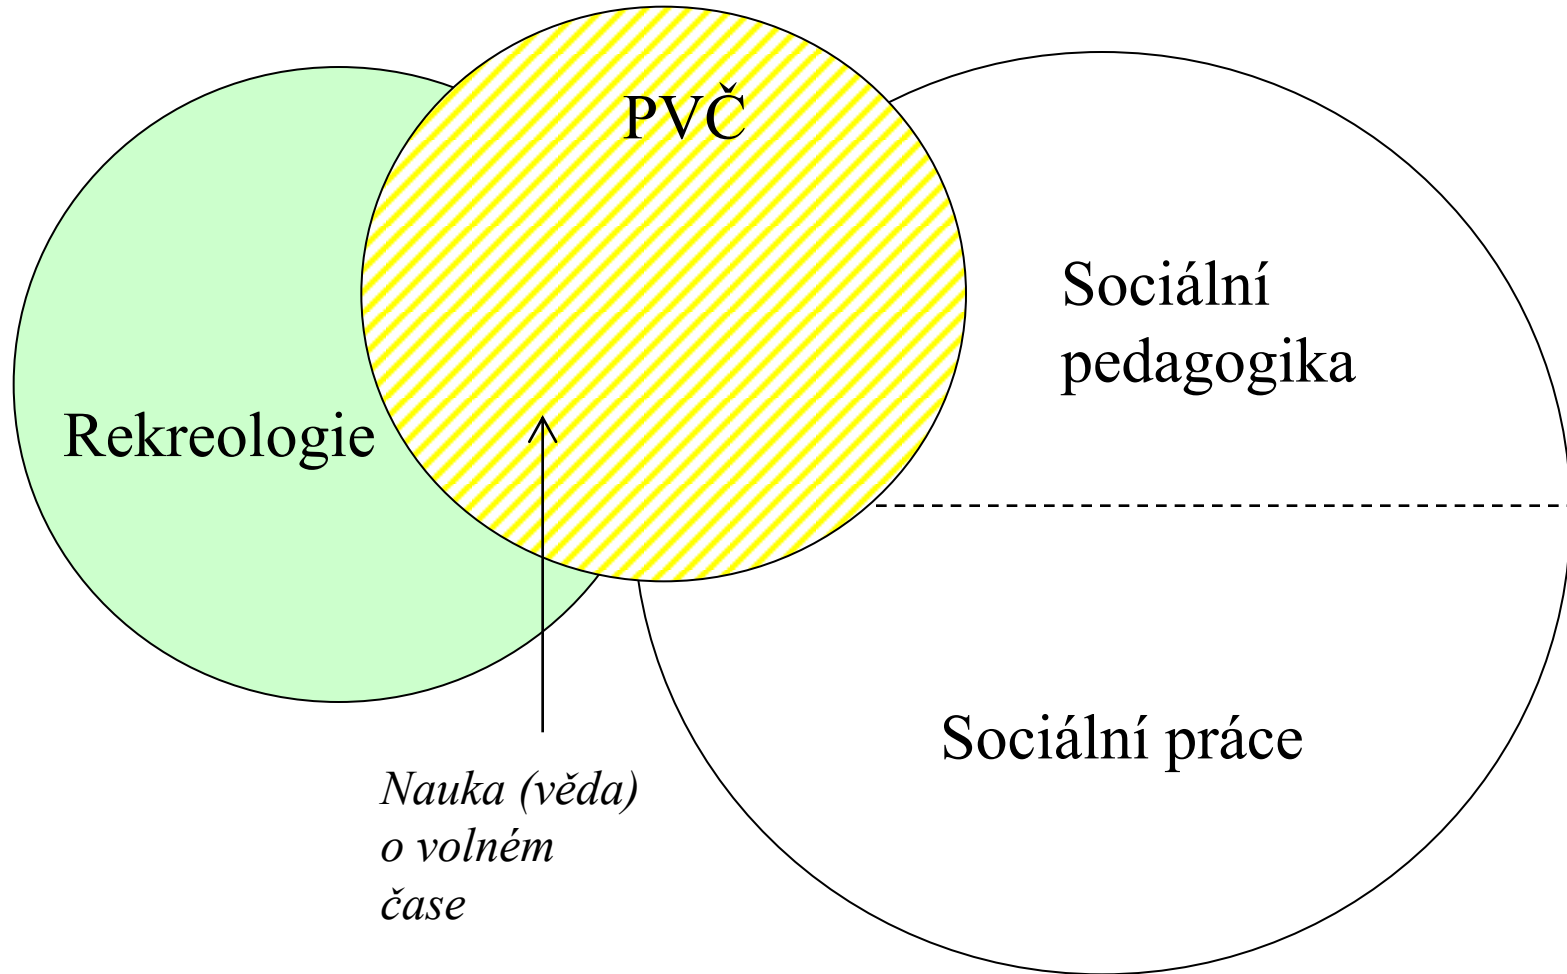 PVČ
Sociální
pedagogika
Rekreologie
Sociální práce
Nauka (věda)
o volném
čase